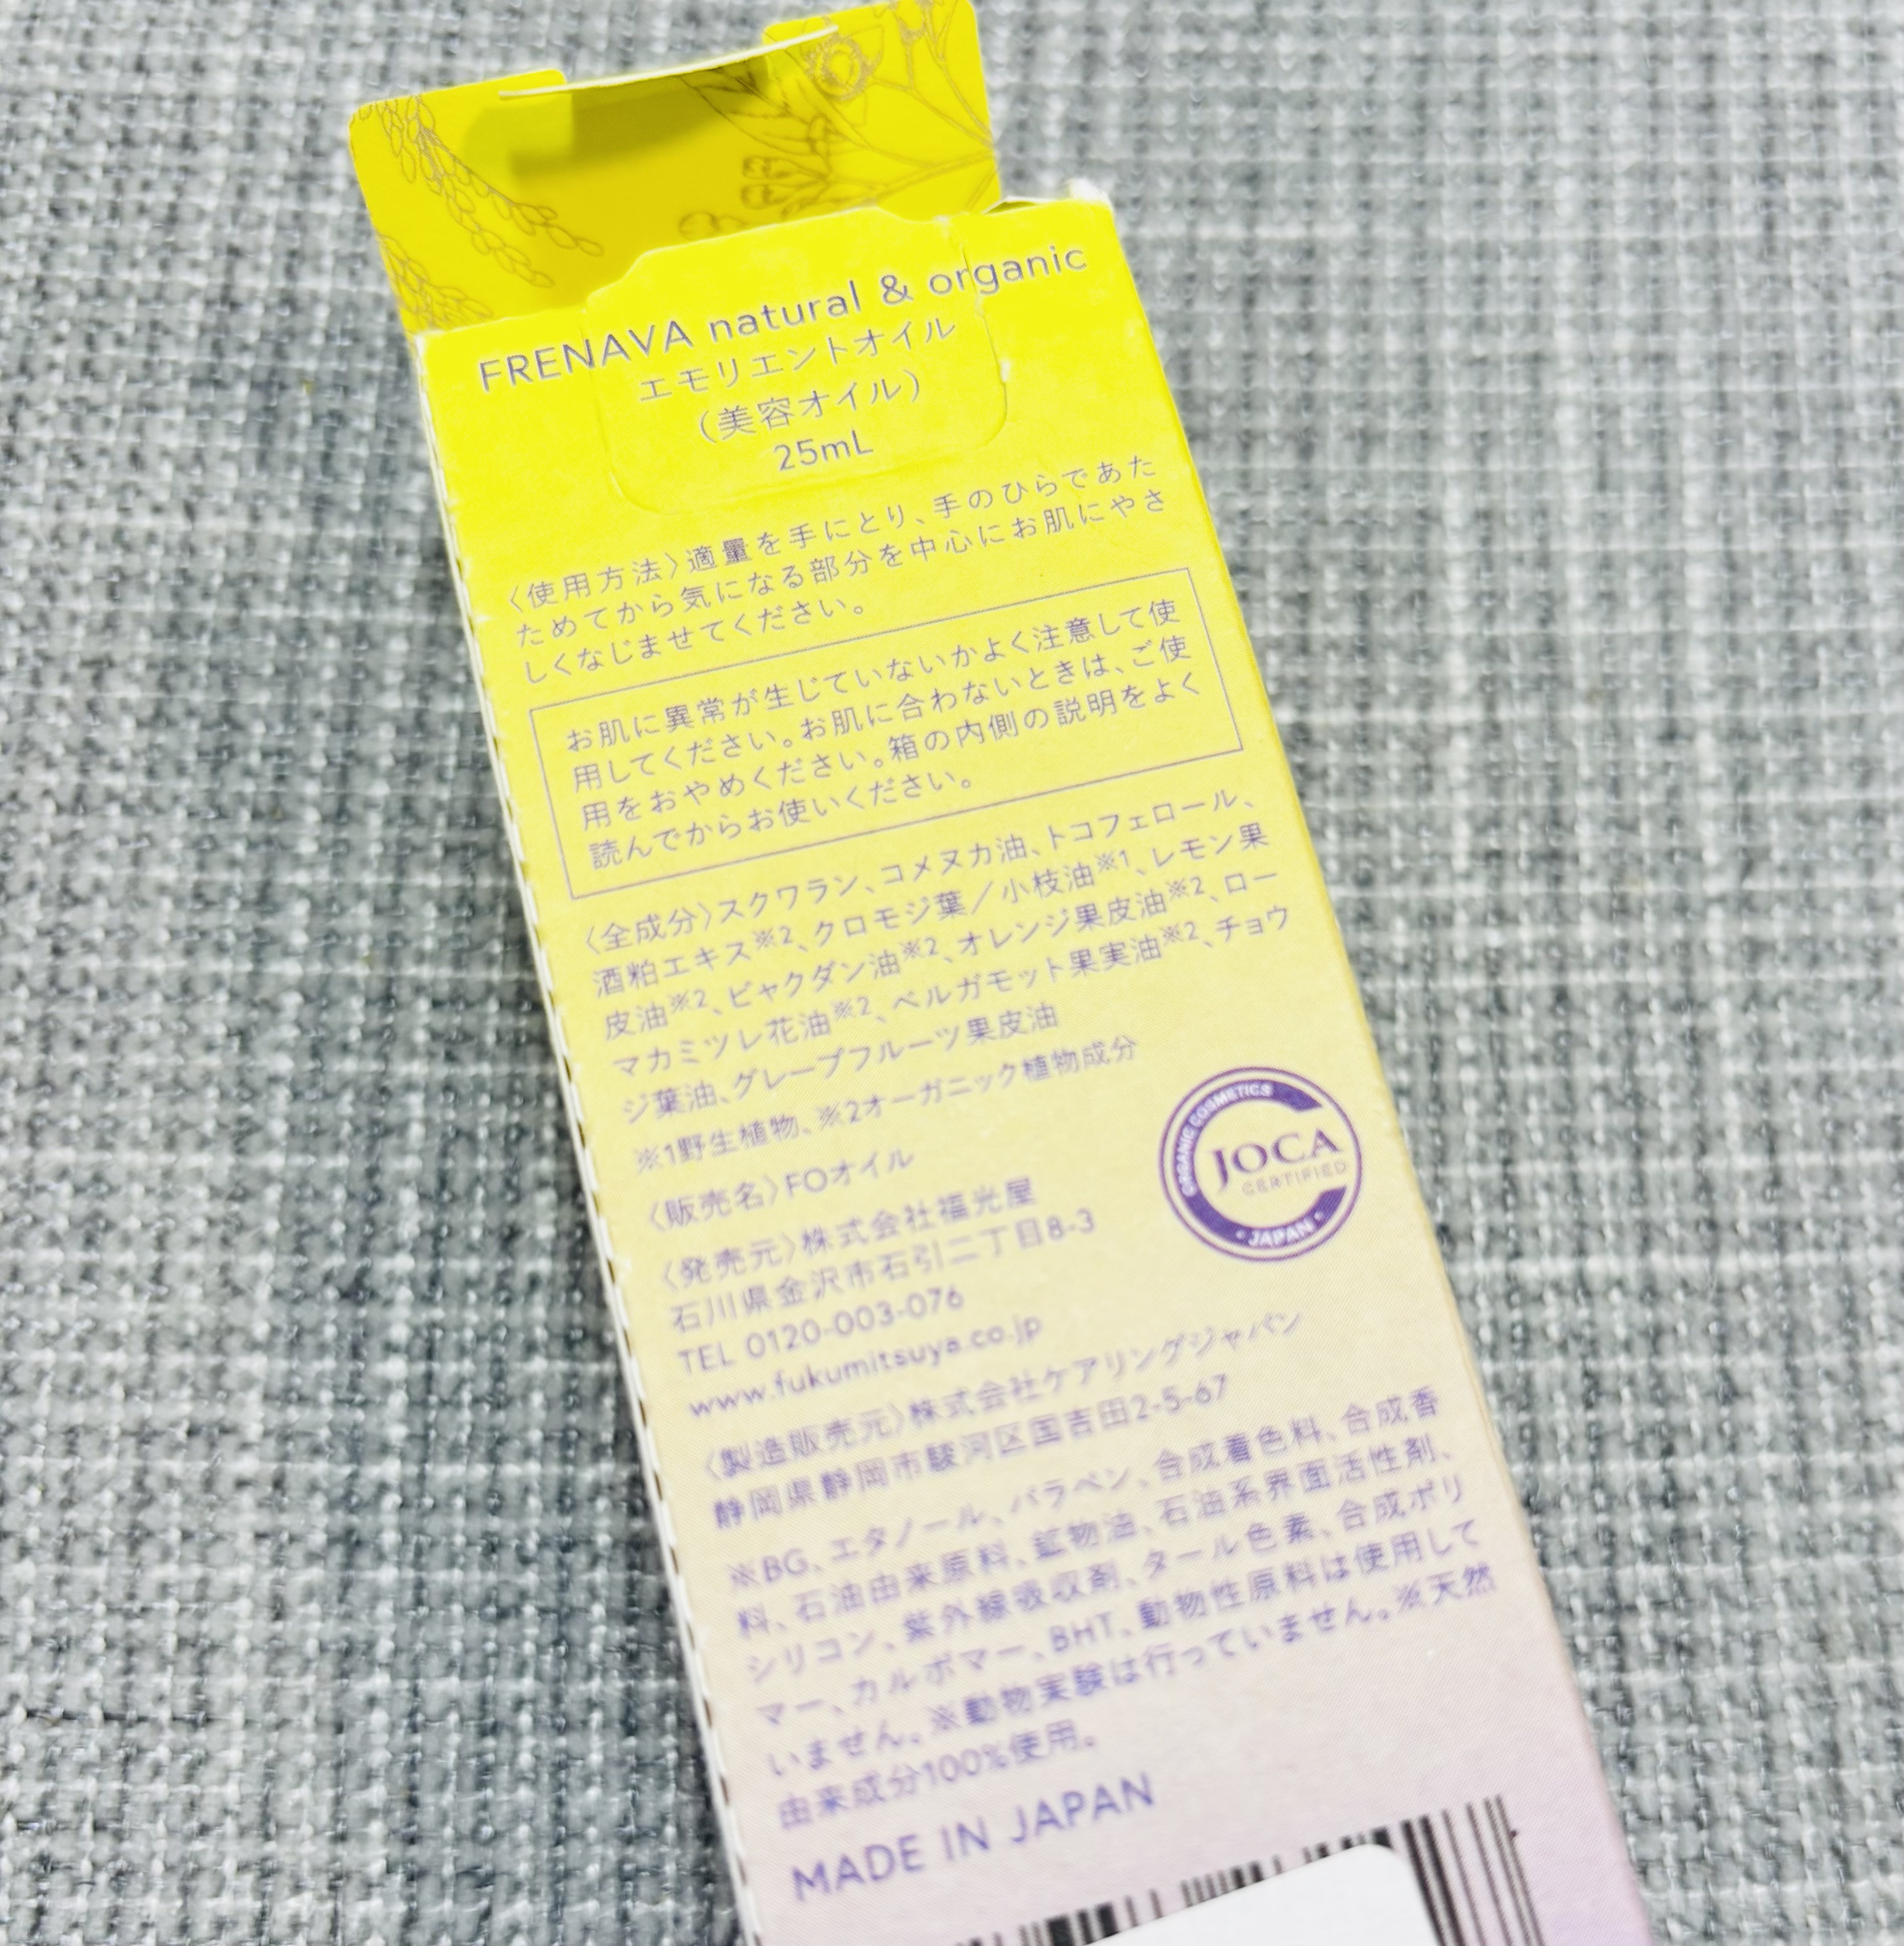 FRENAVA natural & organic
エモリエントオイル
（美容オイル）
25mL
〈使用方法〉適量を手にとり、手のひらであた
ためてから気になる部分を中心にお肌にやさ
しくなじませてください。
お肌に異常が生じていないかよく注意して使
用してください。お肌に合わないときは、ご使
用をおやめください。箱の内側の説明をよく
読んでからお使いください。
〈全成分〉スクワラン、コメヌカ油、トコフェロール、
酒粕エキス※2、クロモジ葉／小枝油※1、レモン果
皮油※2、ビャクダン油※2、オレンジ果皮油※2、ロー
マカミツレ花油※2、ベルガモット果実油※2、チョウ
ジ葉油、グレープフルーツ果皮油
※1野生植物、※2オーガニック植物成分
〈販売名〉FOオイル
〈発売元〉株式会社福光屋
石川県金沢市石引二丁目8-3
TEL 0120-003-076
www.fukumitsuya.co.jp
ORGANIC COSMETICS
JOCA
CERTIFIED
・JAPAN・
〈製造販売元〉株式会社ケアリングジャパン
静岡県静岡市駿河区国吉田2-5-67
※BG、エタノール、パラベン、合成着色料、合成香
料、石油由来原料、鉱物油、石油系界面活性剤、
シリコン、紫外線吸収剤、タール色素、合成ポリ
マー、カルボマー、BHT、動物性原料は使用して
いません。※動物実験は行っていません。※天然
由来成分100%使用。
MADE IN JAPAN